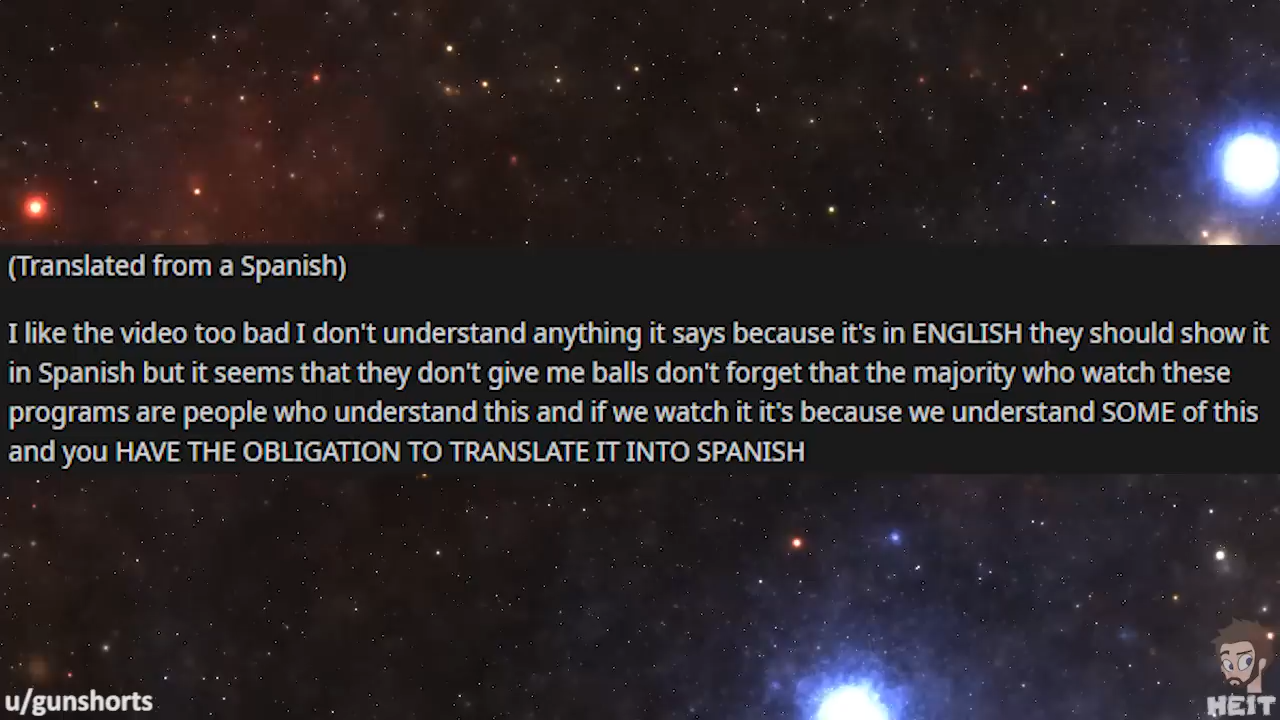 (Translated from a Spanish)
I like the video too bad I don't understand anything it says because it's in ENGLISH they should show it
in Spanish but it seems that they don't give me balls don't forget that the majority who watch these
programs are people who understand this and if we watch it it's because we understand SOME of this
and you HAVE THE OBLIGATION TO TRANSLATE IT INTO SPANISH
u/gunshorts
HEIT